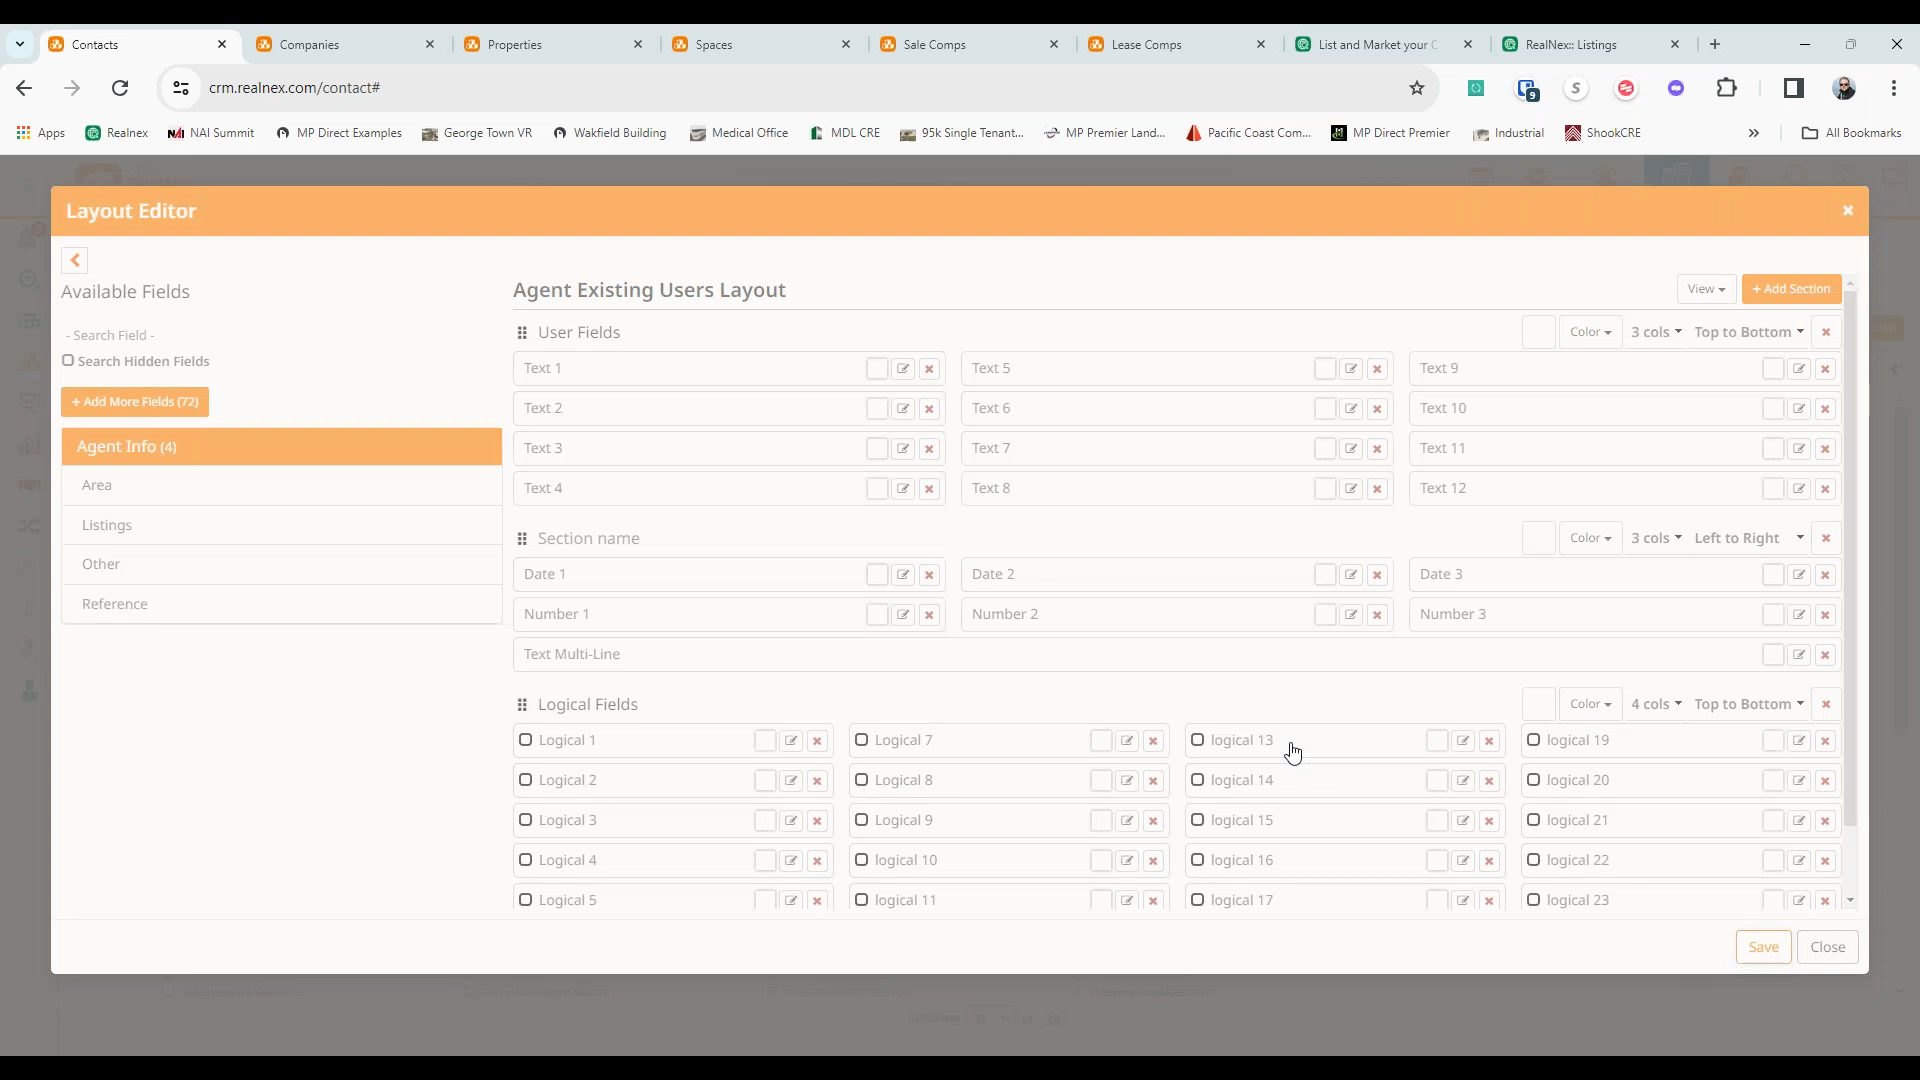 Contacts
Companies
Properties
Spaces
Sale Comps
Lease Comps
List and Market your C
RealNex:: Listings
crm.realnex.com/contact#
9
Apps
Realnex
NAI Summit
MP Direct Examples
George Town VR
Wakfield Building
Medical Office
MDL CRE
95k Single Tenant...
MP Premier Land...
Pacific Coast Com...
MP Direct Premier
Industrial
ShookCRE
All Bookmarks
Layout Editor
Available Fields
- Search Field -
Search Hidden Fields
+ Add More Fields (72)
Agent Info (4)
Area
Listings
Other
Reference
Agent Existing Users Layout
View
+ Add Section
User Fields
Color
3 cols
Top to Bottom
Text 1
Text 5
Text 9
Text 2
Text 6
Text 10
Text 3
Text 7
Text 11
Text 4
Text 8
Text 12
Section name
Color
3 cols
Left to Right
Date 1
Date 2
Date 3
Number 1
Number 2
Number 3
Text Multi-Line
Logical Fields
Color
4 cols
Top to Bottom
Logical 1
Logical 7
logical 13
logical 19
Logical 2
Logical 8
logical 14
logical 20
Logical 3
Logical 9
logical 15
logical 21
Logical 4
logical 10
logical 16
logical 22
Logical 5
logical 11
logical 17
logical 23
Save
Close